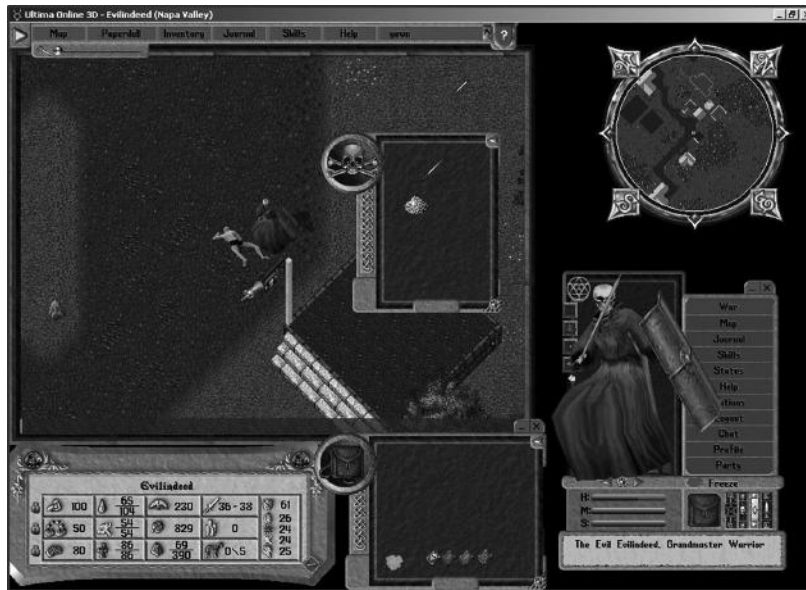 Ultima Online 3D - Evilindeed (Napa Valley)
Map Paperdoll Inventory Journal Skills Help
?
War
Map
Journal
Skills
Status
Help
Chat
Profile
Party
Freeze
H:
M:
S:
The Evil Evilindeed, Grandmaster Warrior
Evilindeed
100 65/104 230 36-38 61
50 54/54 829 0 26
24
80 86/86 69/390 0\5 24
25